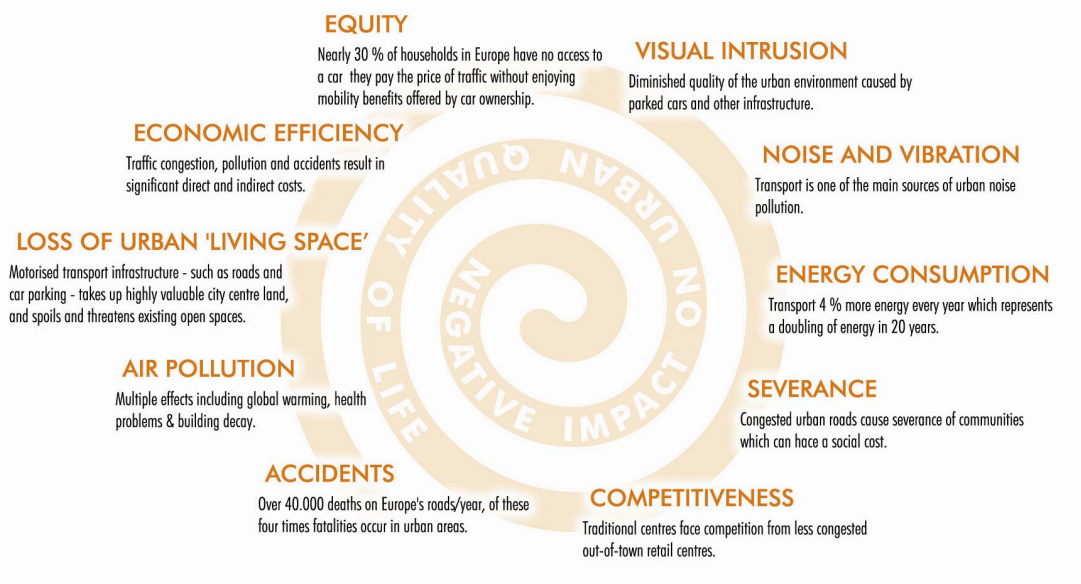 EQUITY
Nearly 30 % of households in Europe have no access to
a car they pay the price of traffic without enjoying
mobility benefits offered by car ownership.
VISUAL INTRUSION
Diminished quality of the urban environment caused by
parked cars and other infrastructure.
ECONOMIC EFFICIENCY
Traffic congestion, pollution and accidents result in
significant direct and indirect costs.
NOISE AND VIBRATION
Transport is one of the main sources of urban noise
pollution.
LOSS OF URBAN 'LIVING SPACE’
Motorised transport infrastructure - such as roads and
car parking - takes up highly valuable city centre land,
and spoils and threatens existing open spaces.
ENERGY CONSUMPTION
Transport 4 % more energy every year which represents
a doubling of energy in 20 years.
AIR POLLUTION
Multiple effects including global warming, health
problems & building decay.
SEVERANCE
Congested urban roads cause severance of communities
which can hace a social cost.
ACCIDENTS
Over 40.000 deaths on Europe's roads/year, of these
four times fatalities occur in urban areas.
COMPETITIVENESS
Traditional centres face competition from less congested
out-of-town retail centres.
NEGATIVE IMPACT ON URBAN QUALITY OF LIFE